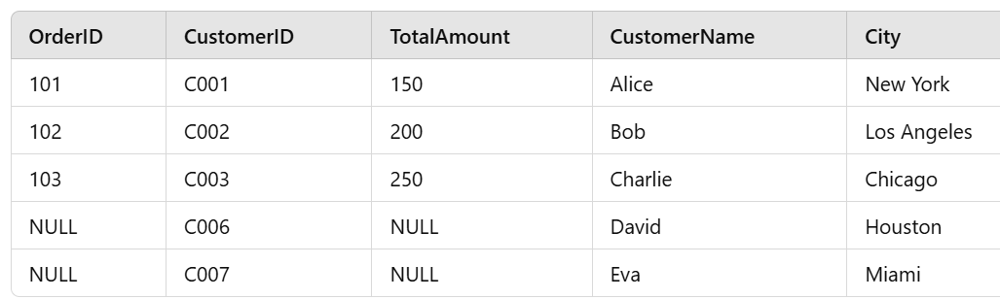 OrderID CustomerID TotalAmount CustomerName City
101 C001 150 Alice New York
102 C002 200 Bob Los Angeles
103 C003 250 Charlie Chicago
NULL C006 NULL David Houston
NULL C007 NULL Eva Miami